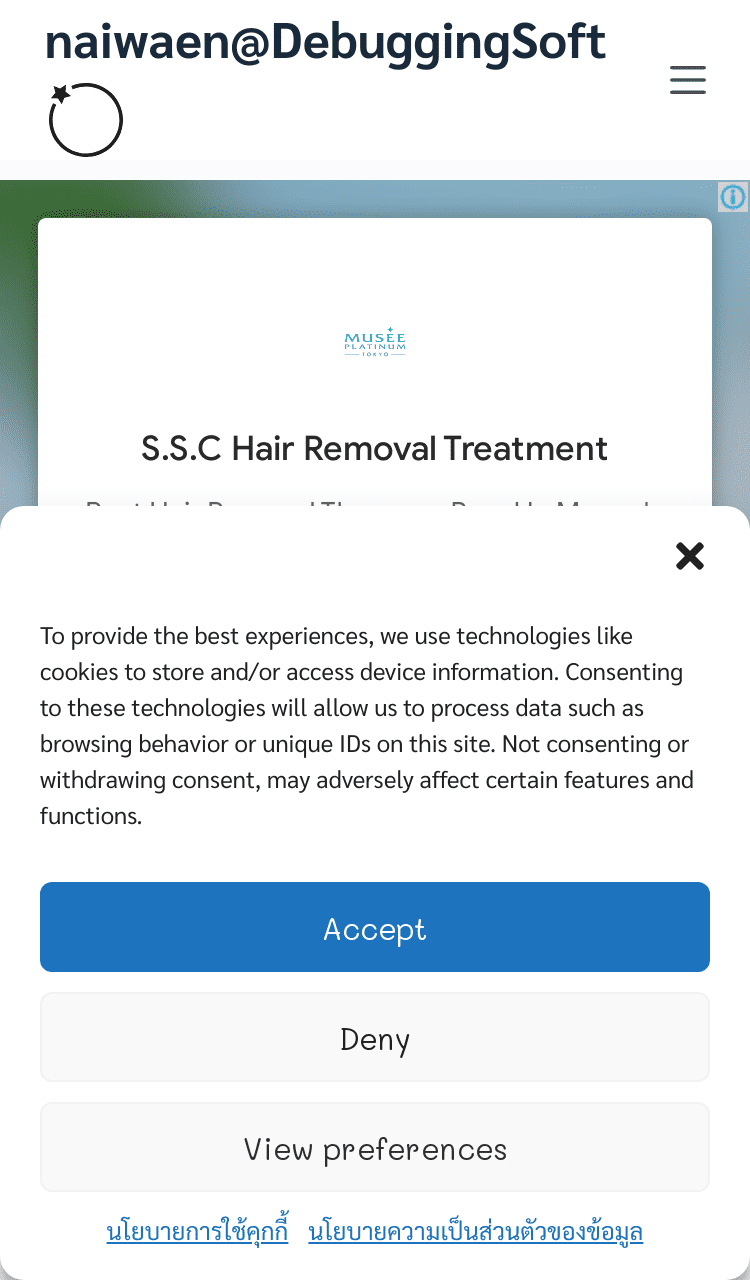 naiwaen@DebuggingSoft
MUSÉE
PLATINUM
TOKYO
S.S.C Hair Removal Treatment
To provide the best experiences, we use technologies like
cookies to store and/or access device information. Consenting
to these technologies will allow us to process data such as
browsing behavior or unique IDs on this site. Not consenting or
withdrawing consent, may adversely affect certain features and
functions.
Accept
Deny
View preferences
นโยบายการใช้คุกกี้ นโยบายความเป็นส่วนตัวของข้อมูล